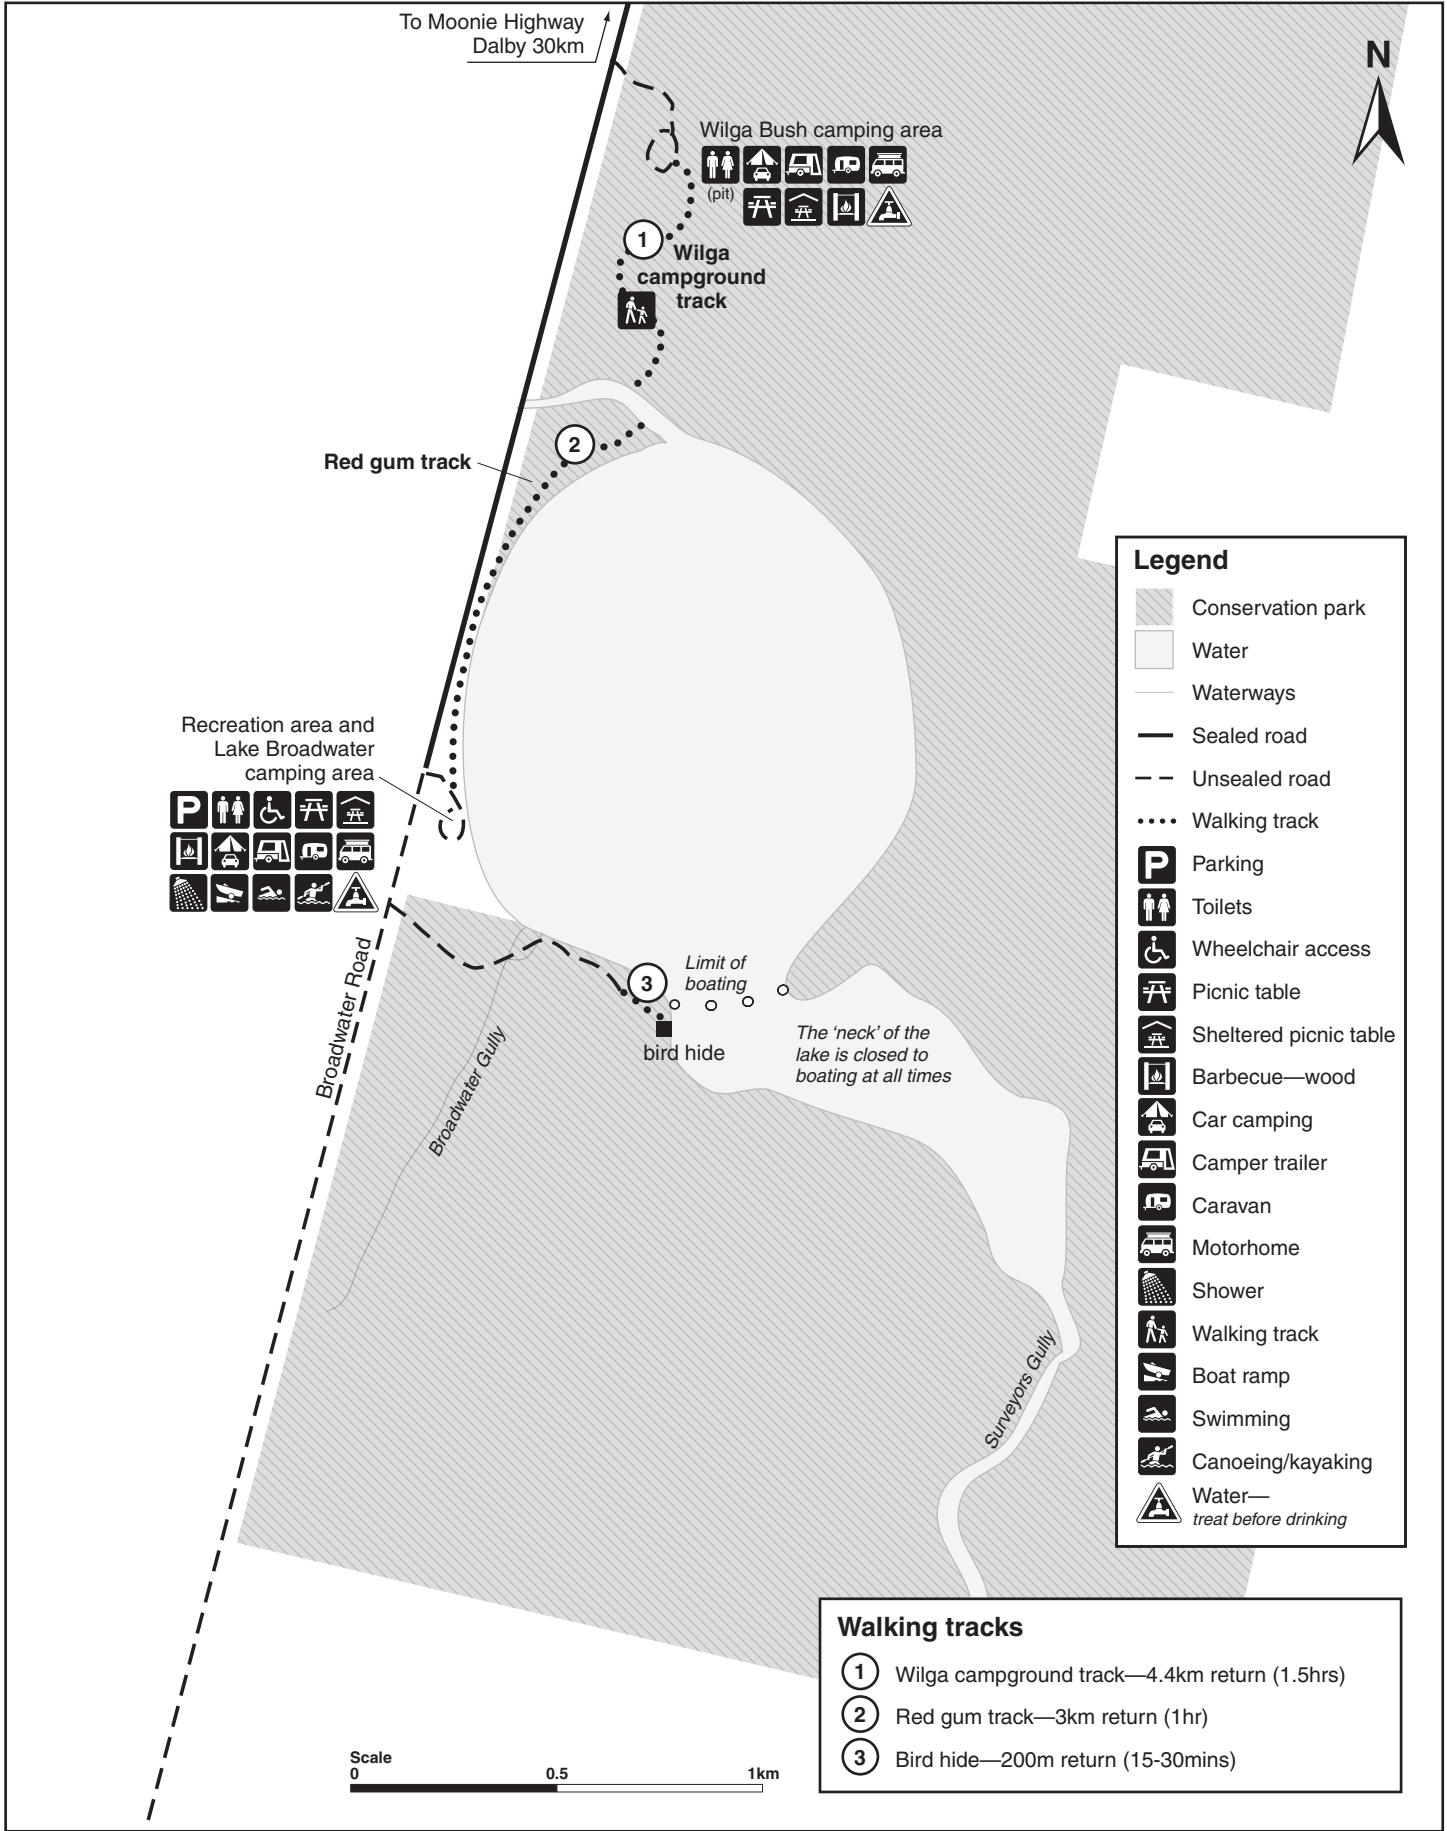 To Moonie Highway
Dalby 30km
N
Wilga Bush camping area
(pit)
1
Wilga
campground
track
2
Red gum track
Recreation area and
Lake Broadwater
camping area
P
Broadwater Road
Broadwater Gully
3
Limit of
boating
bird hide
The ‘neck’ of the
lake is closed to
boating at all times
Surveyors Gully
Legend
Conservation park
Water
Waterways
Sealed road
Unsealed road
Walking track
P Parking
Toilets
Wheelchair access
Picnic table
Sheltered picnic table
Barbecue—wood
Car camping
Camper trailer
Caravan
Motorhome
Shower
Walking track
Boat ramp
Swimming
Canoeing/kayaking
Water—
treat before drinking
Walking tracks
1 Wilga campground track—4.4km return (1.5hrs)
2 Red gum track—3km return (1hr)
3 Bird hide—200m return (15-30mins)
Scale
0 0.5 1km